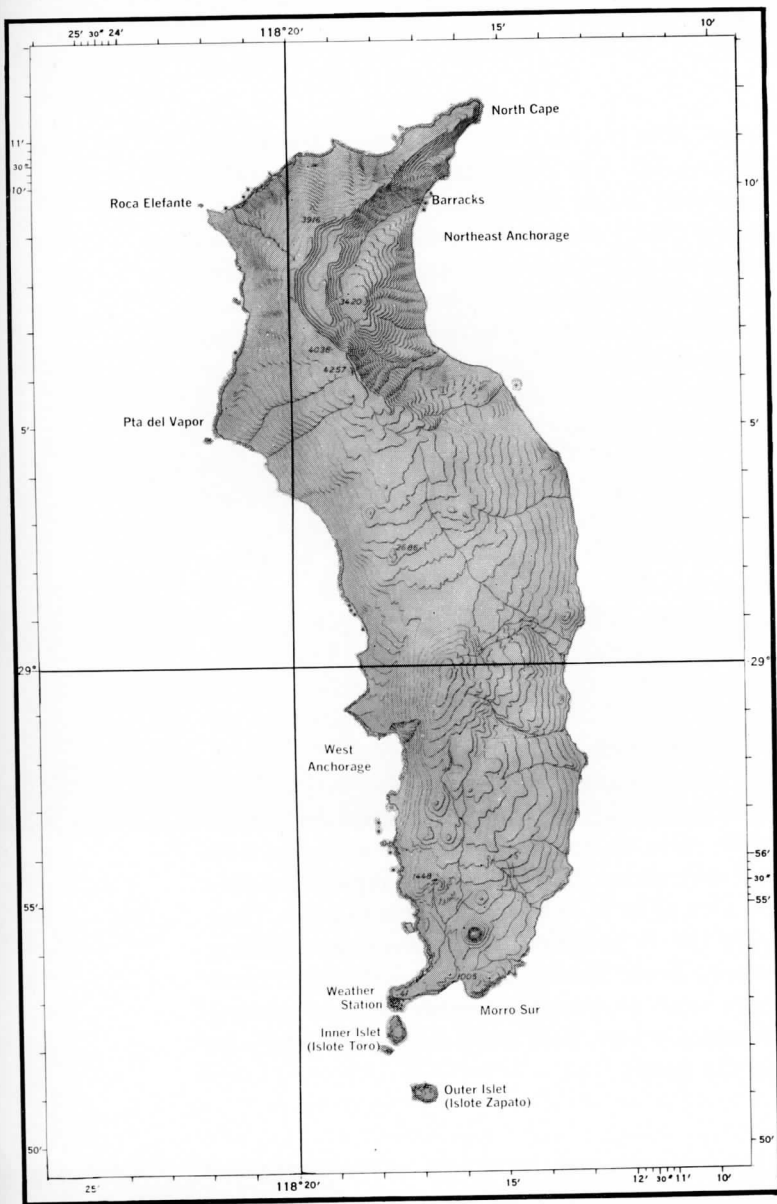 25' 30" 24'
118°20'
15'
10'
North Cape
11'
30"
10'
10'
Roca Elefante
Barracks
3916
Northeast Anchorage
3420
4038
4257
Pta del Vapor
5'
5'
2686
29°
29°
West
Anchorage
56'
30"
1448
55'
55'
1005
Weather
Station
Morro Sur
Inner Islet
(Islote Toro)
Outer Islet
(Islote Zapato)
50'
50'
25'
118°20'
15'
12' 30" 11'
10'